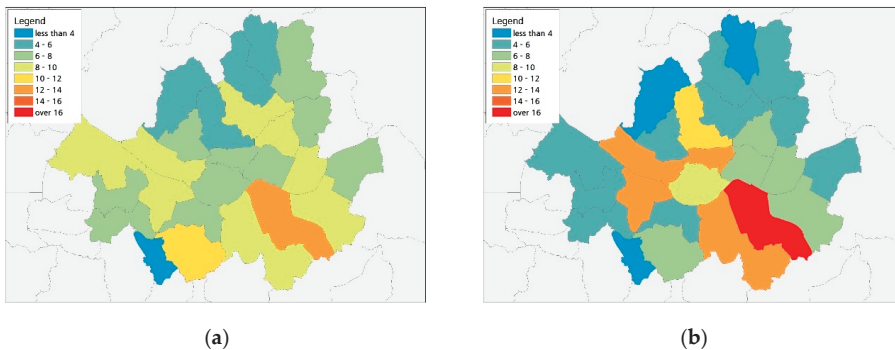 Legend
less than 4
4 - 6
6 - 8
8 - 10
10 - 12
12 - 14
14 - 16
over 16
(a)
Legend
less than 4
4 - 6
6 - 8
8 - 10
10 - 12
12 - 14
14 - 16
over 16
(b)